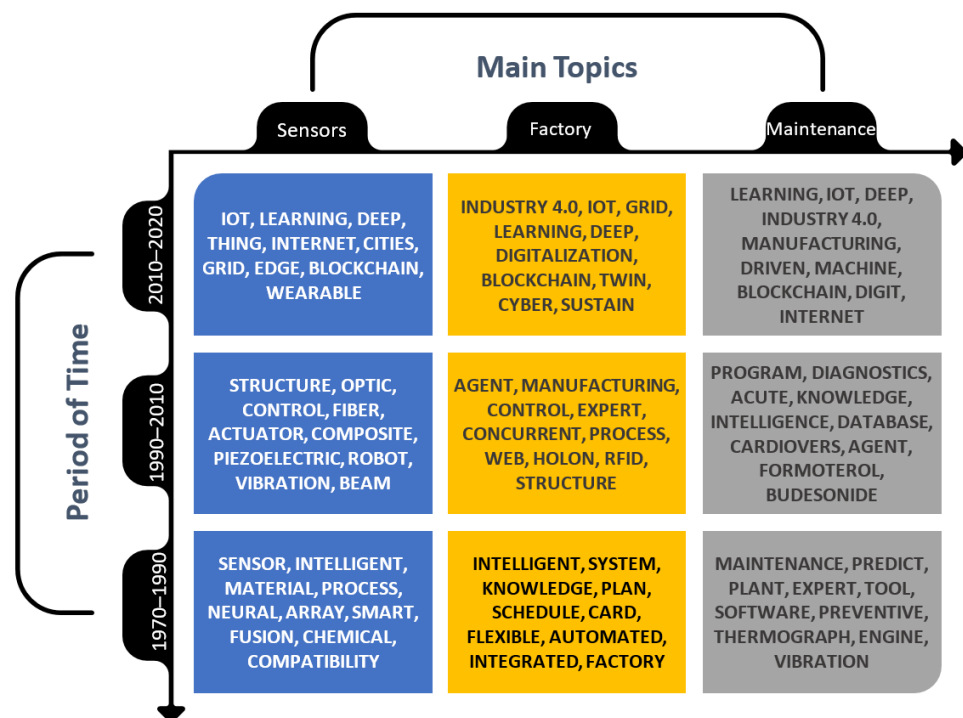 Main Topics
Sensors
Factory
Maintenance
Period of Time
2010–2020
IOT, LEARNING, DEEP,
THING, INTERNET, CITIES,
GRID, EDGE, BLOCKCHAIN,
WEARABLE
INDUSTRY 4.0, IOT, GRID,
LEARNING, DEEP,
DIGITALIZATION,
BLOCKCHAIN, TWIN,
CYBER, SUSTAIN
LEARNING, IOT, DEEP,
INDUSTRY 4.0,
MANUFACTURING,
DRIVEN, MACHINE,
BLOCKCHAIN, DIGIT,
INTERNET
1990–2010
STRUCTURE, OPTIC,
CONTROL, FIBER,
ACTUATOR, COMPOSITE,
PIEZOELECTRIC, ROBOT,
VIBRATION, BEAM
AGENT, MANUFACTURING,
CONTROL, EXPERT,
CONCURRENT, PROCESS,
WEB, HOLON, RFID,
STRUCTURE
PROGRAM, DIAGNOSTICS,
ACUTE, KNOWLEDGE,
INTELLIGENCE, DATABASE,
CARDIOVERS, AGENT,
FORMOTEROL,
BUDESONIDE
1970–1990
SENSOR, INTELLIGENT,
MATERIAL, PROCESS,
NEURAL, ARRAY, SMART,
FUSION, CHEMICAL,
COMPATIBILITY
INTELLIGENT, SYSTEM,
KNOWLEDGE, PLAN,
SCHEDULE, CARD,
FLEXIBLE, AUTOMATED,
INTEGRATED, FACTORY
MAINTENANCE, PREDICT,
PLANT, EXPERT, TOOL,
SOFTWARE, PREVENTIVE,
THERMOGRAPH, ENGINE,
VIBRATION